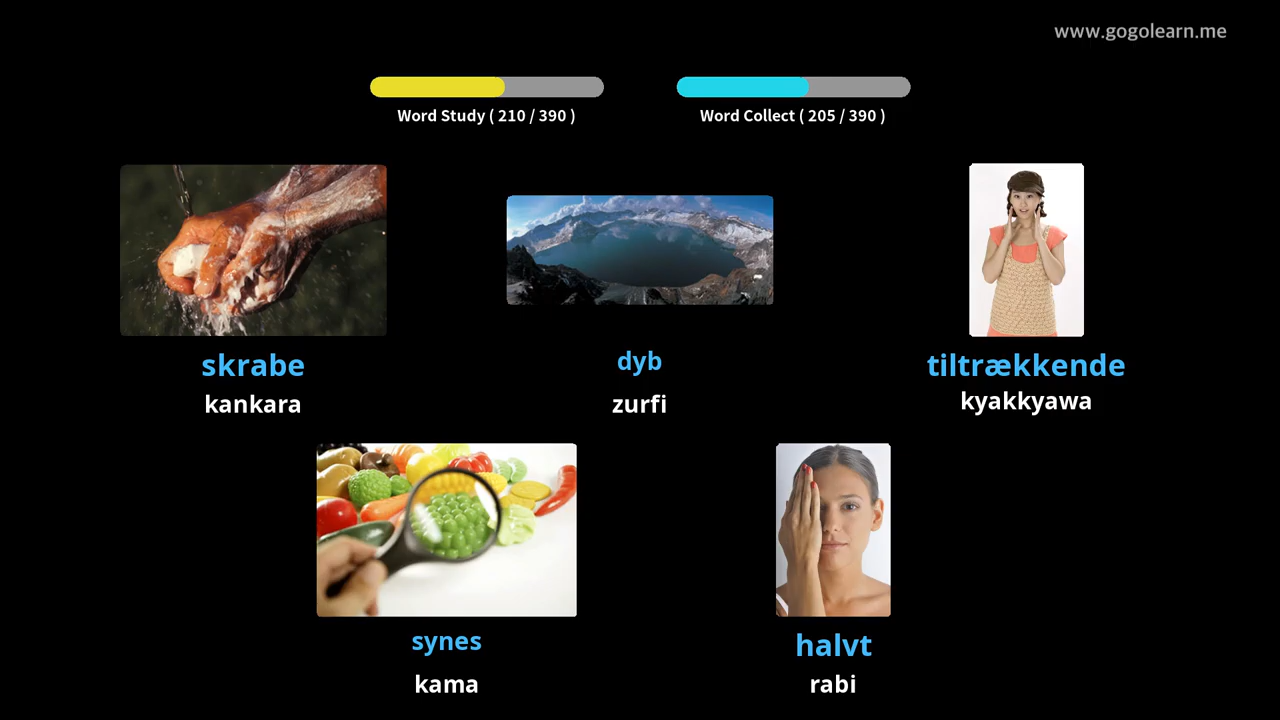 www.gogolearn.me
Word Study ( 210 / 390 )
Word Collect ( 205 / 390 )
skrabe
kankara
dyb
zurfi
tiltrækkende
kyakkyawa
synes
kama
halvt
rabi